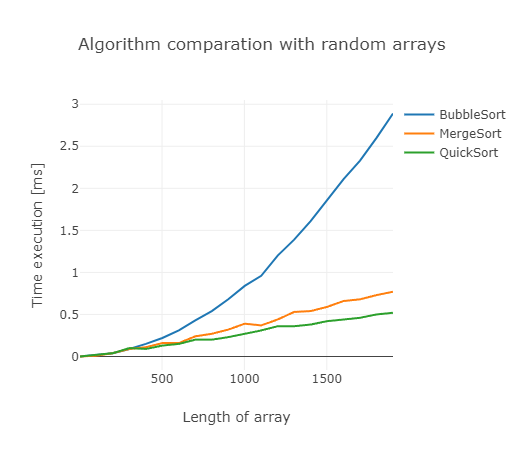 Algorithm comparation with random arrays
3
2.5
2
1.5
1
0.5
0
Time execution [ms]
500
1000
1500
Length of array
BubbleSort
MergeSort
QuickSort